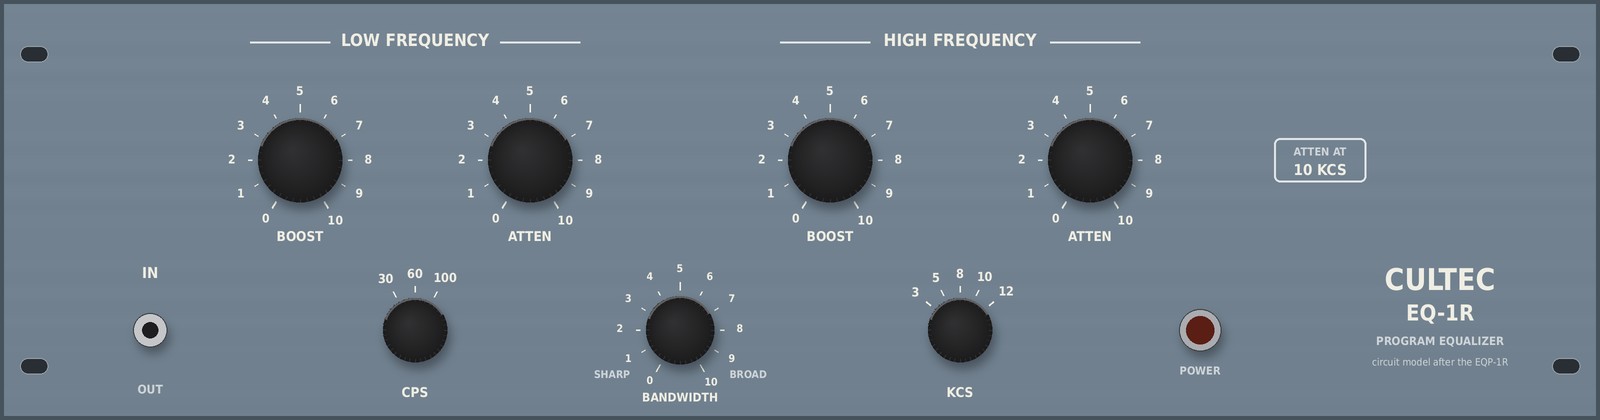 LOW FREQUENCY
HIGH FREQUENCY
0 1 2 3 4 5 6 7 8 9 10
BOOST
0 1 2 3 4 5 6 7 8 9 10
ATTEN
0 1 2 3 4 5 6 7 8 9 10
BOOST
0 1 2 3 4 5 6 7 8 9 10
ATTEN
ATTEN AT
10 KCS
IN
OUT
30 60 100
CPS
0 1 2 3 4 5 6 7 8 9 10
SHARP
BROAD
BANDWIDTH
3 5 8 10 12
KCS
POWER
CULTEC
EQ-1R
PROGRAM EQUALIZER
circuit model after the EQP-1R